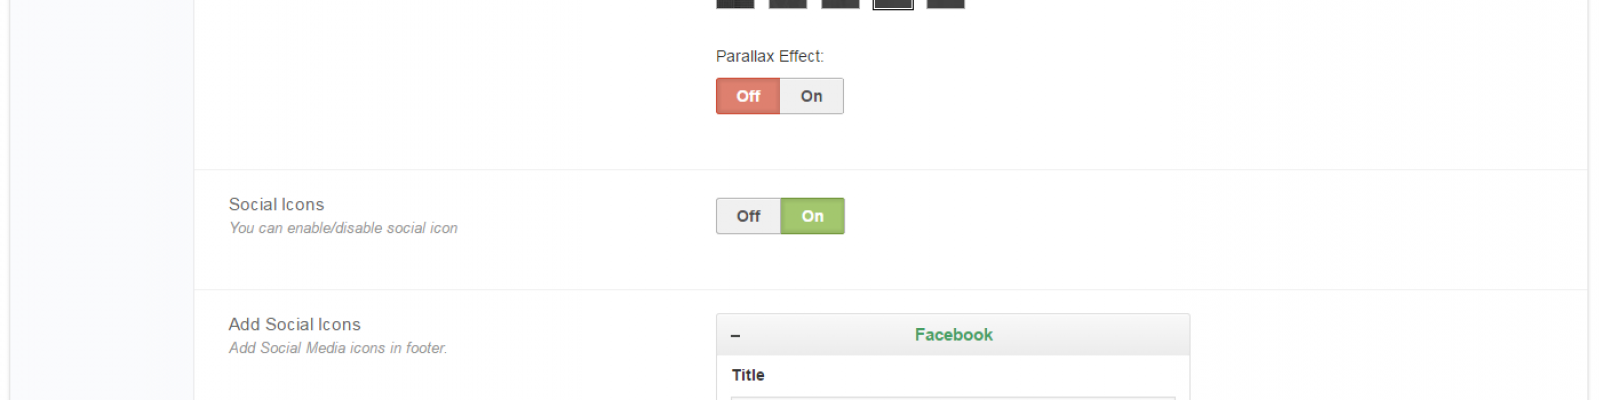 Parallax Effect:
Off On
Social Icons
You can enable/disable social icon
Off On
Add Social Icons
Add Social Media icons in footer.
– Facebook
Title